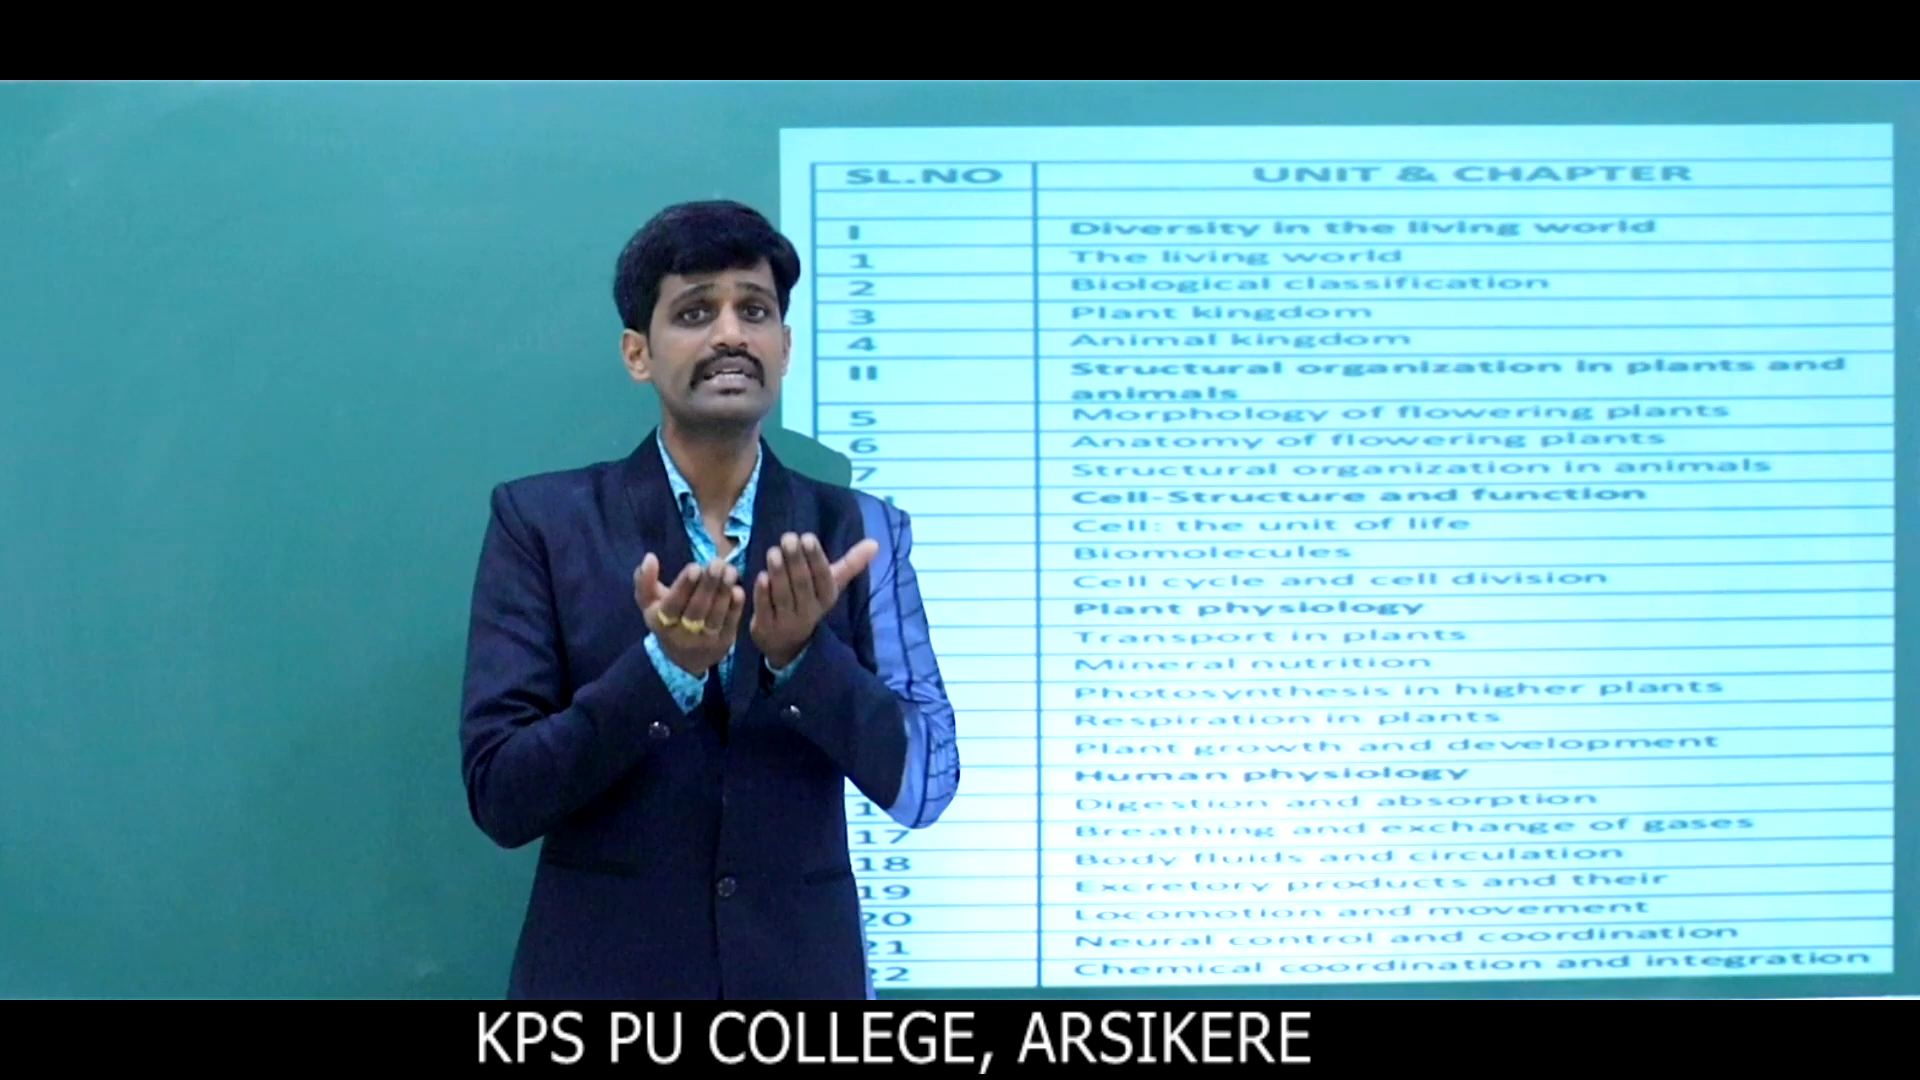 SL.NO UNIT & CHAPTER
I Diversity in the living world
1 The living world
2 Biological classification
3 Plant kingdom
4 Animal kingdom
II Structural organization in plants and
animals
5 Morphology of flowering plants
6 Anatomy of flowering plants
7 Structural organization in animals
Cell-Structure and function
Cell: the unit of life
Biomolecules
Cell cycle and cell division
Plant physiology
Transport in plants
Mineral nutrition
Photosynthesis in higher plants
Respiration in plants
Plant growth and development
Human physiology
1 Digestion and absorption
17 Breathing and exchange of gases
18 Body fluids and circulation
19 Excretory products and their
20 Locomotion and movement
21 Neural control and coordination
22 Chemical coordination and integration
KPS PU COLLEGE, ARSIKERE